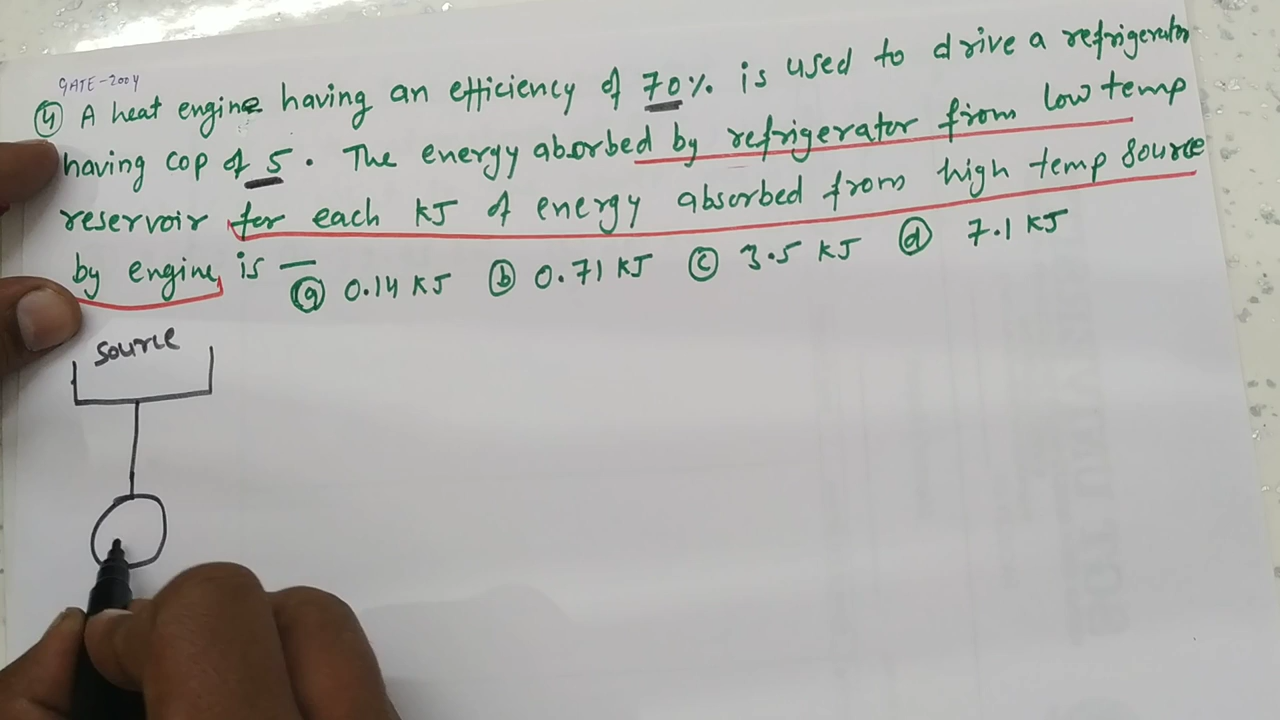 GATE-2004
(4) A heat engine having an efficiency of 70%. is used to drive a refrigerator
having cop of 5. The energy aborbed by refrigerator from low temp
reservoir for each KJ of energy absorbed from high temp source
by engine is — (a) 0.14 KJ (b) 0.71 KJ (c) 3.5 KJ (d) 7.1 KJ
source